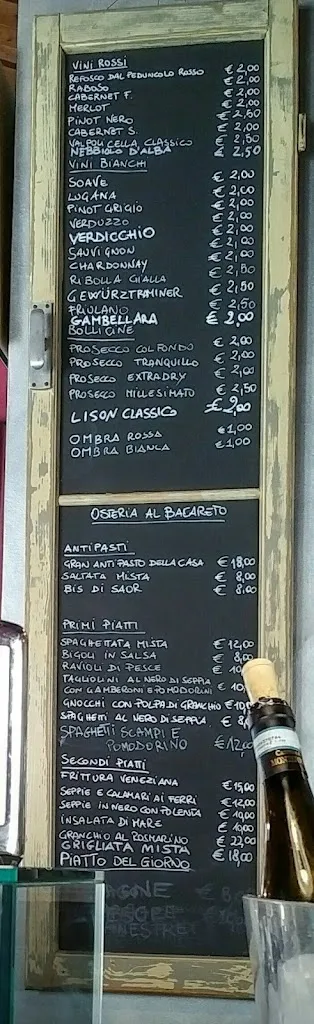 VINI ROSSI
REFOSCO DAL PEDUNCOLO ROSSO € 2,00
RABOSO € 2,00
CABERNET F. € 2,00
MERLOT € 2,00
PINOT NERO € 2,50
CABERNET S. € 2,00
VALPOLICELLA CLASSICO € 2,50
NEBBIOLO D'ALBA € 2,50
VINI BIANCHI
SOAVE € 2,00
LUGANA € 2,00
PINOT GRIGIO € 2,00
VERDUZZO € 2,00
VERDICCHIO € 2,00
SAUVIGNON € 2,00
CHARDONNAY € 2,00
RIBOLLA GIALLA € 2,50
GEWÜRZTRAMINER € 2,50
FRIULANO € 2,50
GAMBELLARA € 2,00
BOLLICINE
PROSECCO COL FONDO € 2,00
PROSECCO TRANQUILLO € 2,00
PROSECCO EXTRADRY € 2,00
PROSECCO MILLESIMATO € 2,50
LISON CLASSICO € 2,00
OMBRA ROSSA €1,00
OMBRA BIANCA €1,00
OSTERIA AL BACARETO
ANTIPASTI
GRAN ANTIPASTO DELLA CASA € 18,00
SALTATA MISTA € 8,00
BIS DI SAOR € 8,00
PRIMI PIATTI
SPAGHETTATA MISTA € 12,00
BIGOLI IN SALSA € 8,00
RAVIOLI DI PESCE € 10
TAGLIOLINI AL NERO DI SEPPIA
CON GAMBERONI E POMODORINI € 10,
GNOCCHI CON POLPA DI GRANCHIO € 10,
SPAGHETTI AL NERO DI SEPPIA € 8,
SPAGHETTI SCAMPI E
POMODORINO €12,00
SECONDI PIATTI
FRITTURA VENEZIANA € 15,00
SEPPIE E CALAMARI AI FERRI € 12,00
SEPPIE IN NERO CON POLENTA € 10,00
INSALATA DI MARE € 10,00
GRANCHIO AL ROSMARINO € 22,00
GRIGLIATA MISTA € 18,00
PIATTO DEL GIORNO